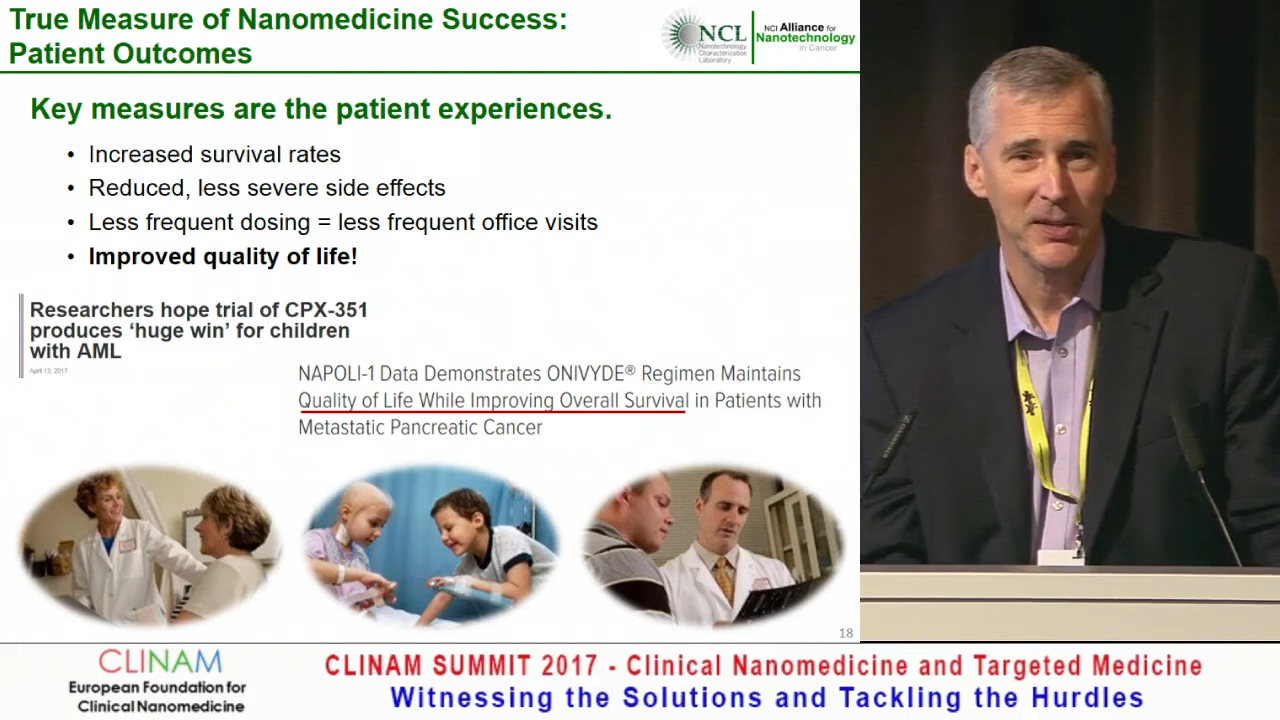 True Measure of Nanomedicine Success:
Patient Outcomes
NCL
Nanotechnology
Characterization
Laboratory
NCI Alliance for
Nanotechnology
in Cancer
Key measures are the patient experiences.
• Increased survival rates
• Reduced, less severe side effects
• Less frequent dosing = less frequent office visits
• Improved quality of life!
Researchers hope trial of CPX-351
produces ‘huge win’ for children
with AML
April 13, 2017
NAPOLI-1 Data Demonstrates ONIVYDE® Regimen Maintains
Quality of Life While Improving Overall Survival in Patients with
Metastatic Pancreatic Cancer
18
CLINAM
European Foundation for
Clinical Nanomedicine
CLINAM SUMMIT 2017 - Clinical Nanomedicine and Targeted Medicine
Witnessing the Solutions and Tackling the Hurdles